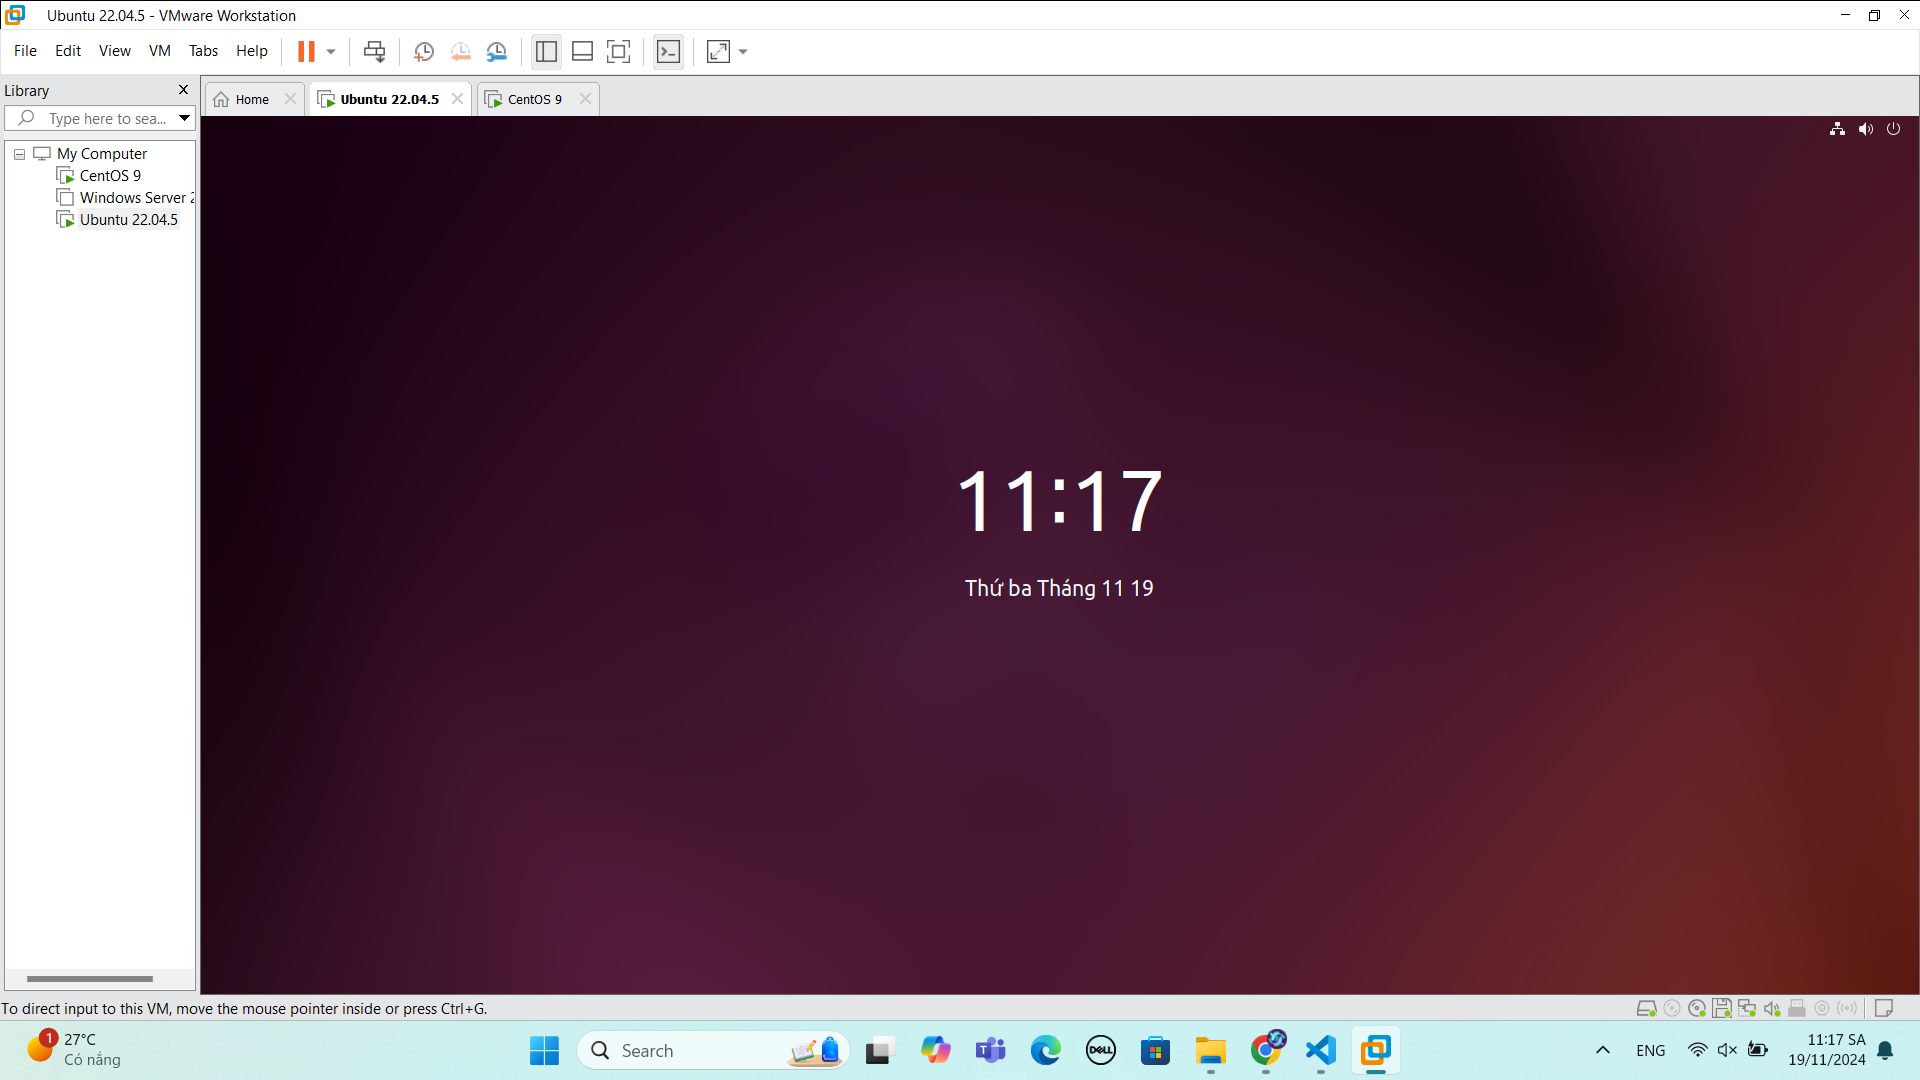 Ubuntu 22.04.5 - VMware Workstation
File Edit View VM Tabs Help
Library
Type here to sea...
My Computer
CentOS 9
Windows Server
Ubuntu 22.04.5
Home
Ubuntu 22.04.5
CentOS 9
11:17
Thứ ba Tháng 11 19
To direct input to this VM, move the mouse pointer inside or press Ctrl+G.
1
27°C
Có nắng
Search
DELL
ENG
11:17 SA
19/11/2024